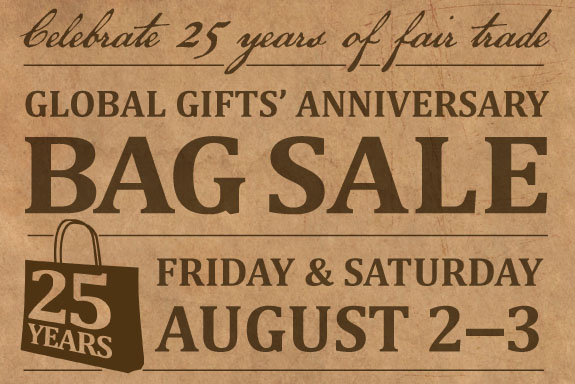 Celebrate 25 years of fair trade
GLOBAL GIFTS’ ANNIVERSARY
BAG SALE
25
YEARS
FRIDAY & SATURDAY
AUGUST 2–3